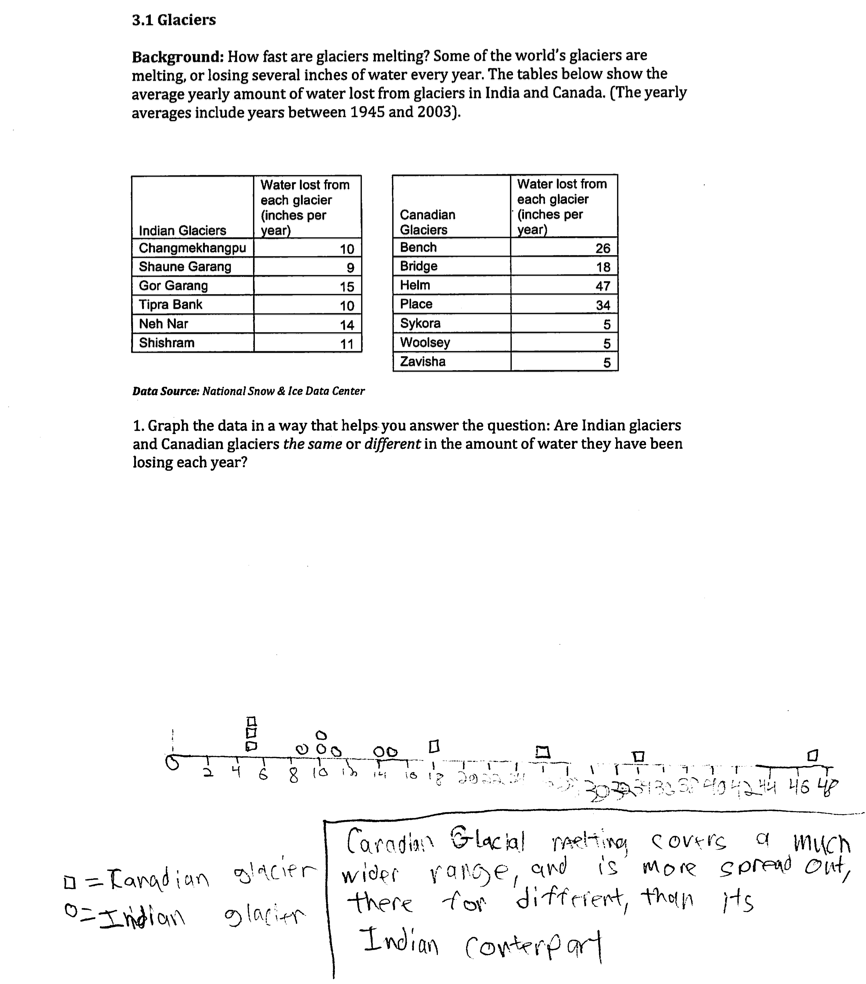 3.1 Glaciers
Background: How fast are glaciers melting? Some of the world's glaciers are
melting, or losing several inches of water every year. The tables below show the
average yearly amount of water lost from glaciers in India and Canada. (The yearly
averages include years between 1945 and 2003).
Indian Glaciers Water lost from each glacier (inches per year)
Changmekhangpu 10
Shaune Garang 9
Gor Garang 15
Tipra Bank 10
Neh Nar 14
Shishram 11
Canadian Glaciers Water lost from each glacier (inches per year)
Bench 26
Bridge 18
Helm 47
Place 34
Sykora 5
Woolsey 5
Zavisha 5
Data Source: National Snow & Ice Data Center
1. Graph the data in a way that helps you answer the question: Are Indian glaciers
and Canadian glaciers the same or different in the amount of water they have been
losing each year?
0 2 4 6 8 10 12 14 16 18 20 22 24 30 40 42 44 46 48
□ = Canadian glacier
O = Indian glacier
Canadian Glacial melting covers a much
wider range, and is more spread out,
there for different, than its
Indian conterpart